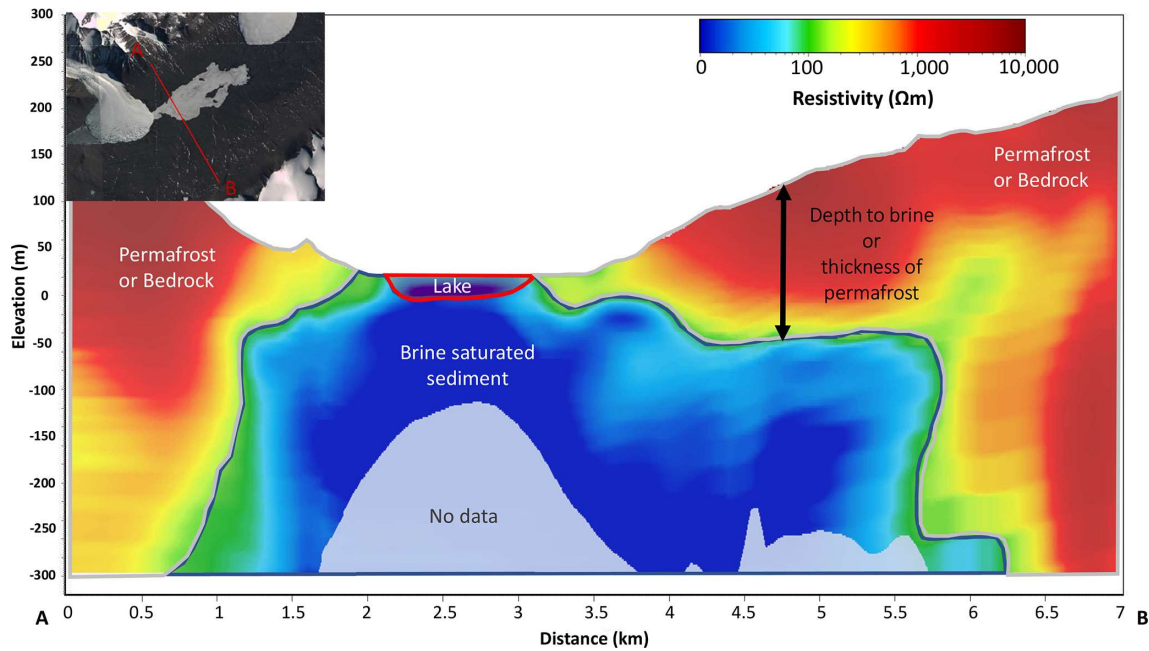 300
250
200
150
100
50
0
-50
-100
-150
-200
-250
-300
Elevation (m)
A
B
0
100
1,000
10,000
Resistivity (Ωm)
Permafrost
or Bedrock
Permafrost
or Bedrock
Depth to brine
or
thickness of
permafrost
Lake
Brine saturated
sediment
No data
0
0.5
1
1.5
2
2.5
3
3.5
4
4.5
5
5.5
6
6.5
7
A
Distance (km)
B